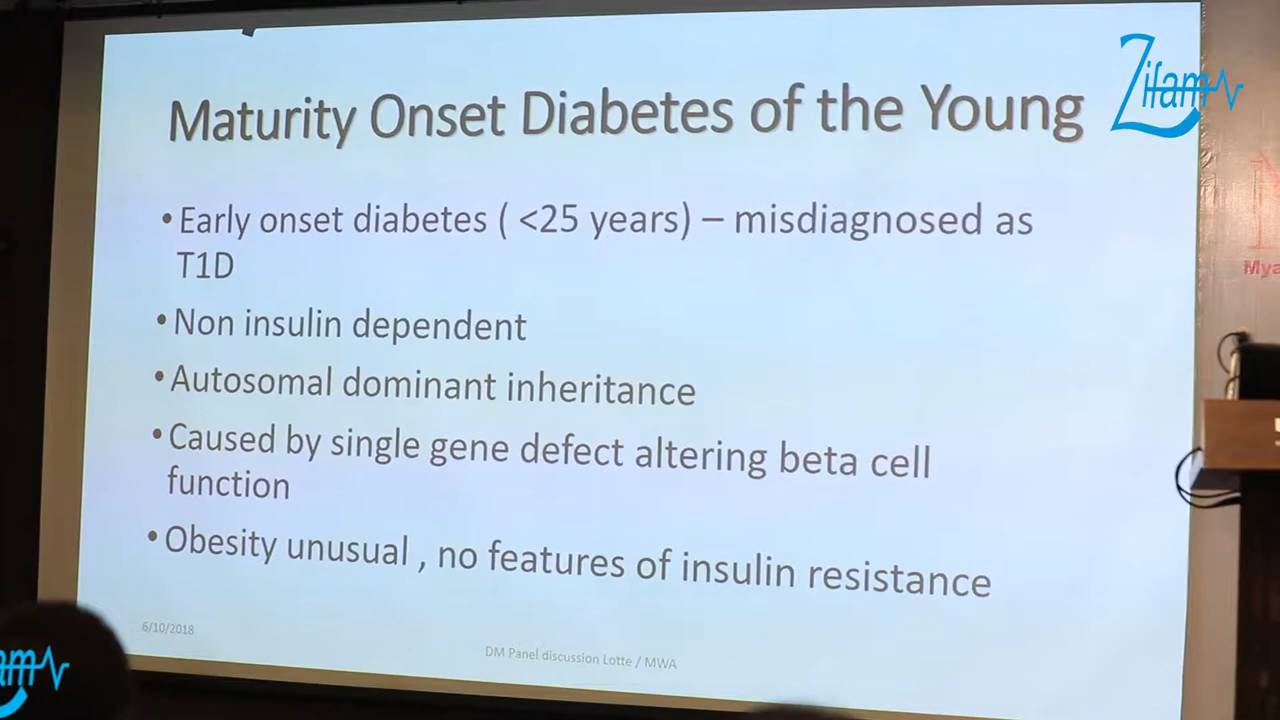 Zifam
Maturity Onset Diabetes of the Young
•Early onset diabetes ( <25 years) – misdiagnosed as
T1D
•Non insulin dependent
•Autosomal dominant inheritance
•Caused by single gene defect altering beta cell
function
•Obesity unusual , no features of insulin resistance
6/10/2018
DM Panel discussion Lotte / MWA
Mya
am